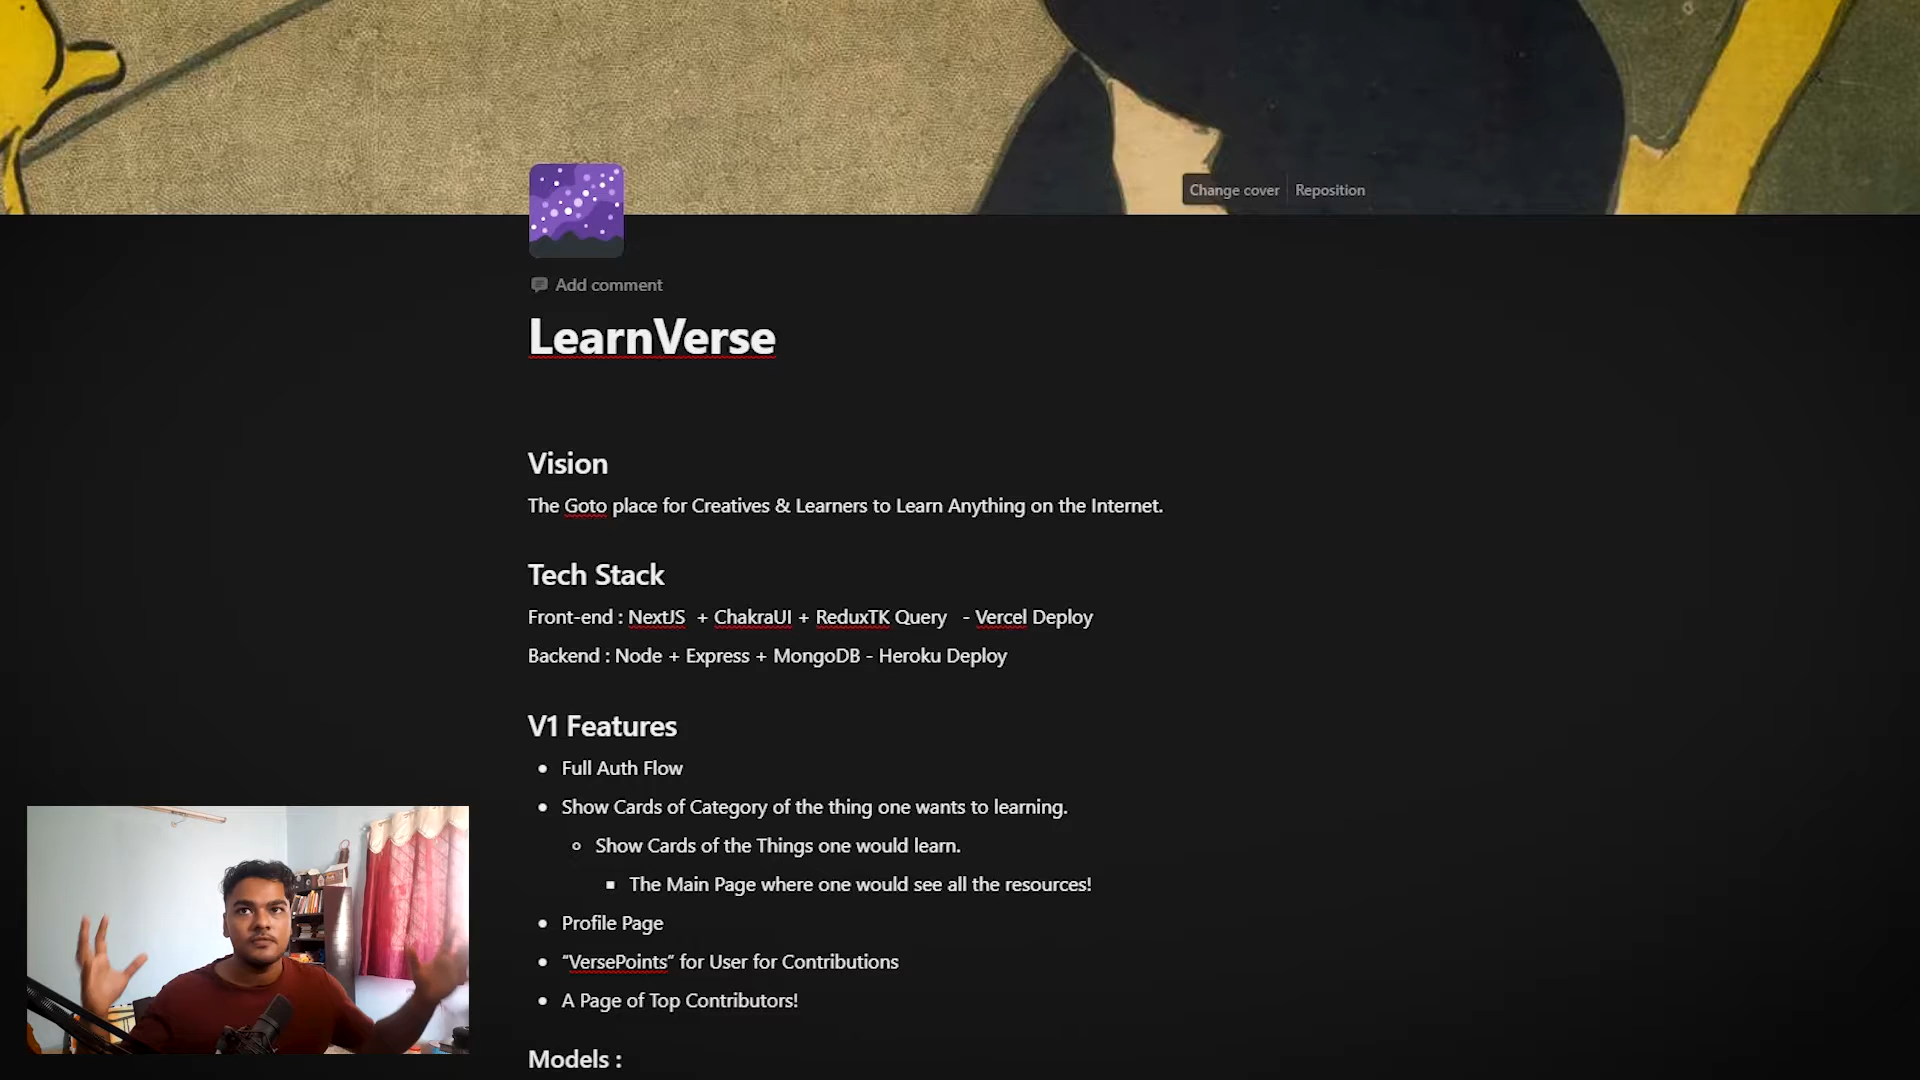 Change cover Reposition
Add comment
LearnVerse
Vision
The Goto place for Creatives & Learners to Learn Anything on the Internet.
Tech Stack
Front-end : NextJS + ChakraUI + ReduxTK Query - Vercel Deploy
Backend : Node + Express + MongoDB - Heroku Deploy
V1 Features
• Full Auth Flow
• Show Cards of Category of the thing one wants to learning.
◦ Show Cards of the Things one would learn.
▪ The Main Page where one would see all the resources!
• Profile Page
• “VersePoints” for User for Contributions
• A Page of Top Contributors!
Models :